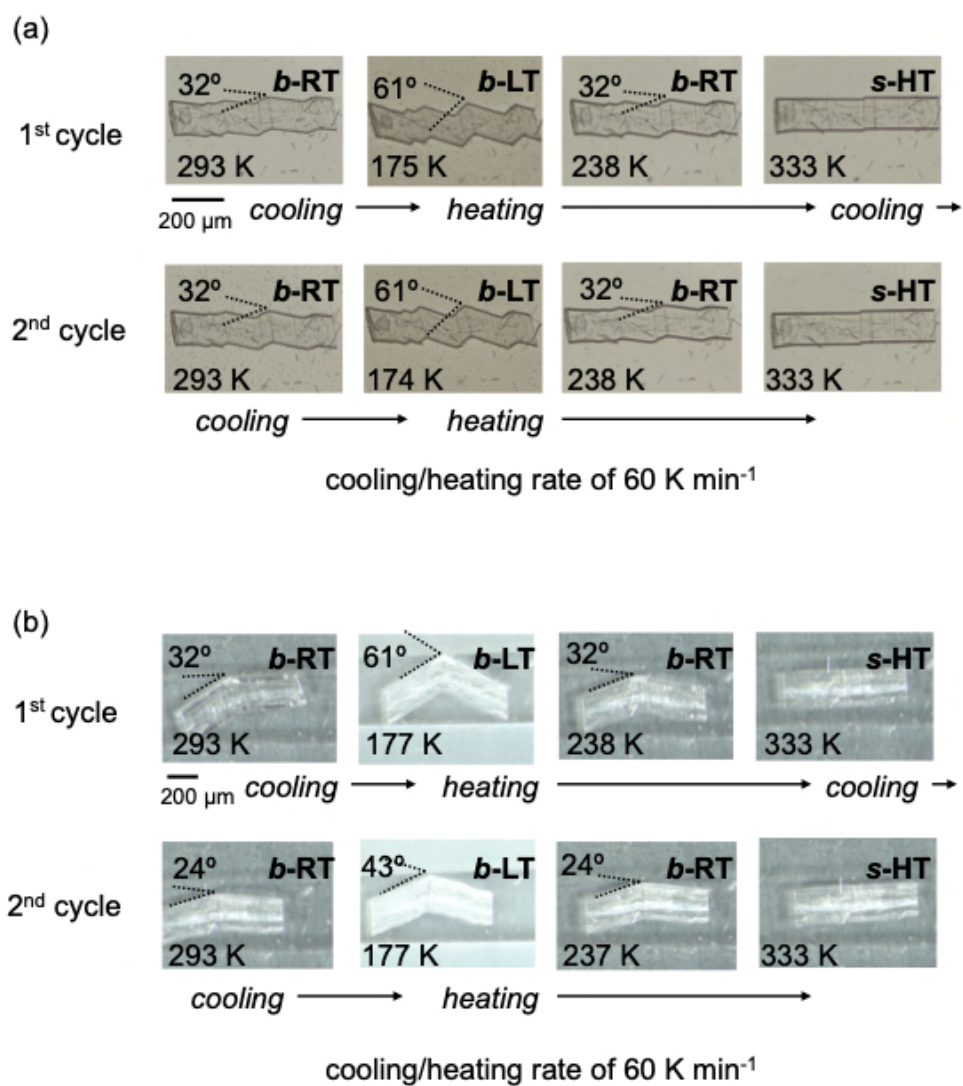 (a)
1st cycle
32º b-RT
293 K
61º b-LT
175 K
32º b-RT
238 K
s-HT
333 K
200 µm
cooling
heating
cooling
2nd cycle
32º b-RT
293 K
61º b-LT
174 K
32º b-RT
238 K
s-HT
333 K
cooling
heating
cooling/heating rate of 60 K min-1
(b)
1st cycle
32º b-RT
293 K
61º b-LT
177 K
32º b-RT
238 K
s-HT
333 K
200 µm
cooling
heating
cooling
2nd cycle
24º b-RT
293 K
43º b-LT
177 K
24º b-RT
237 K
s-HT
333 K
cooling
heating
cooling/heating rate of 60 K min-1